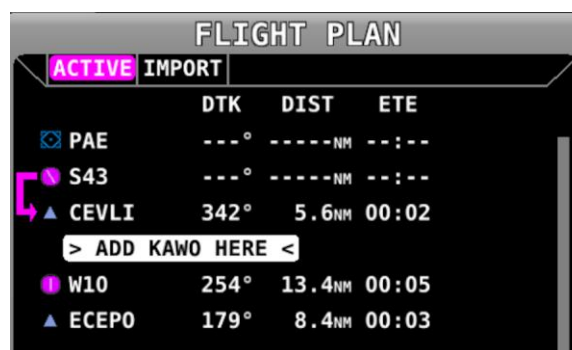 FLIGHT PLAN
ACTIVE IMPORT
DTK DIST ETE
PAE ---° -----NM --:--
S43 ---° -----NM --:--
CEVLI 342° 5.6NM 00:02
> ADD KAWO HERE <
W10 254° 13.4NM 00:05
ECEPO 179° 8.4NM 00:03